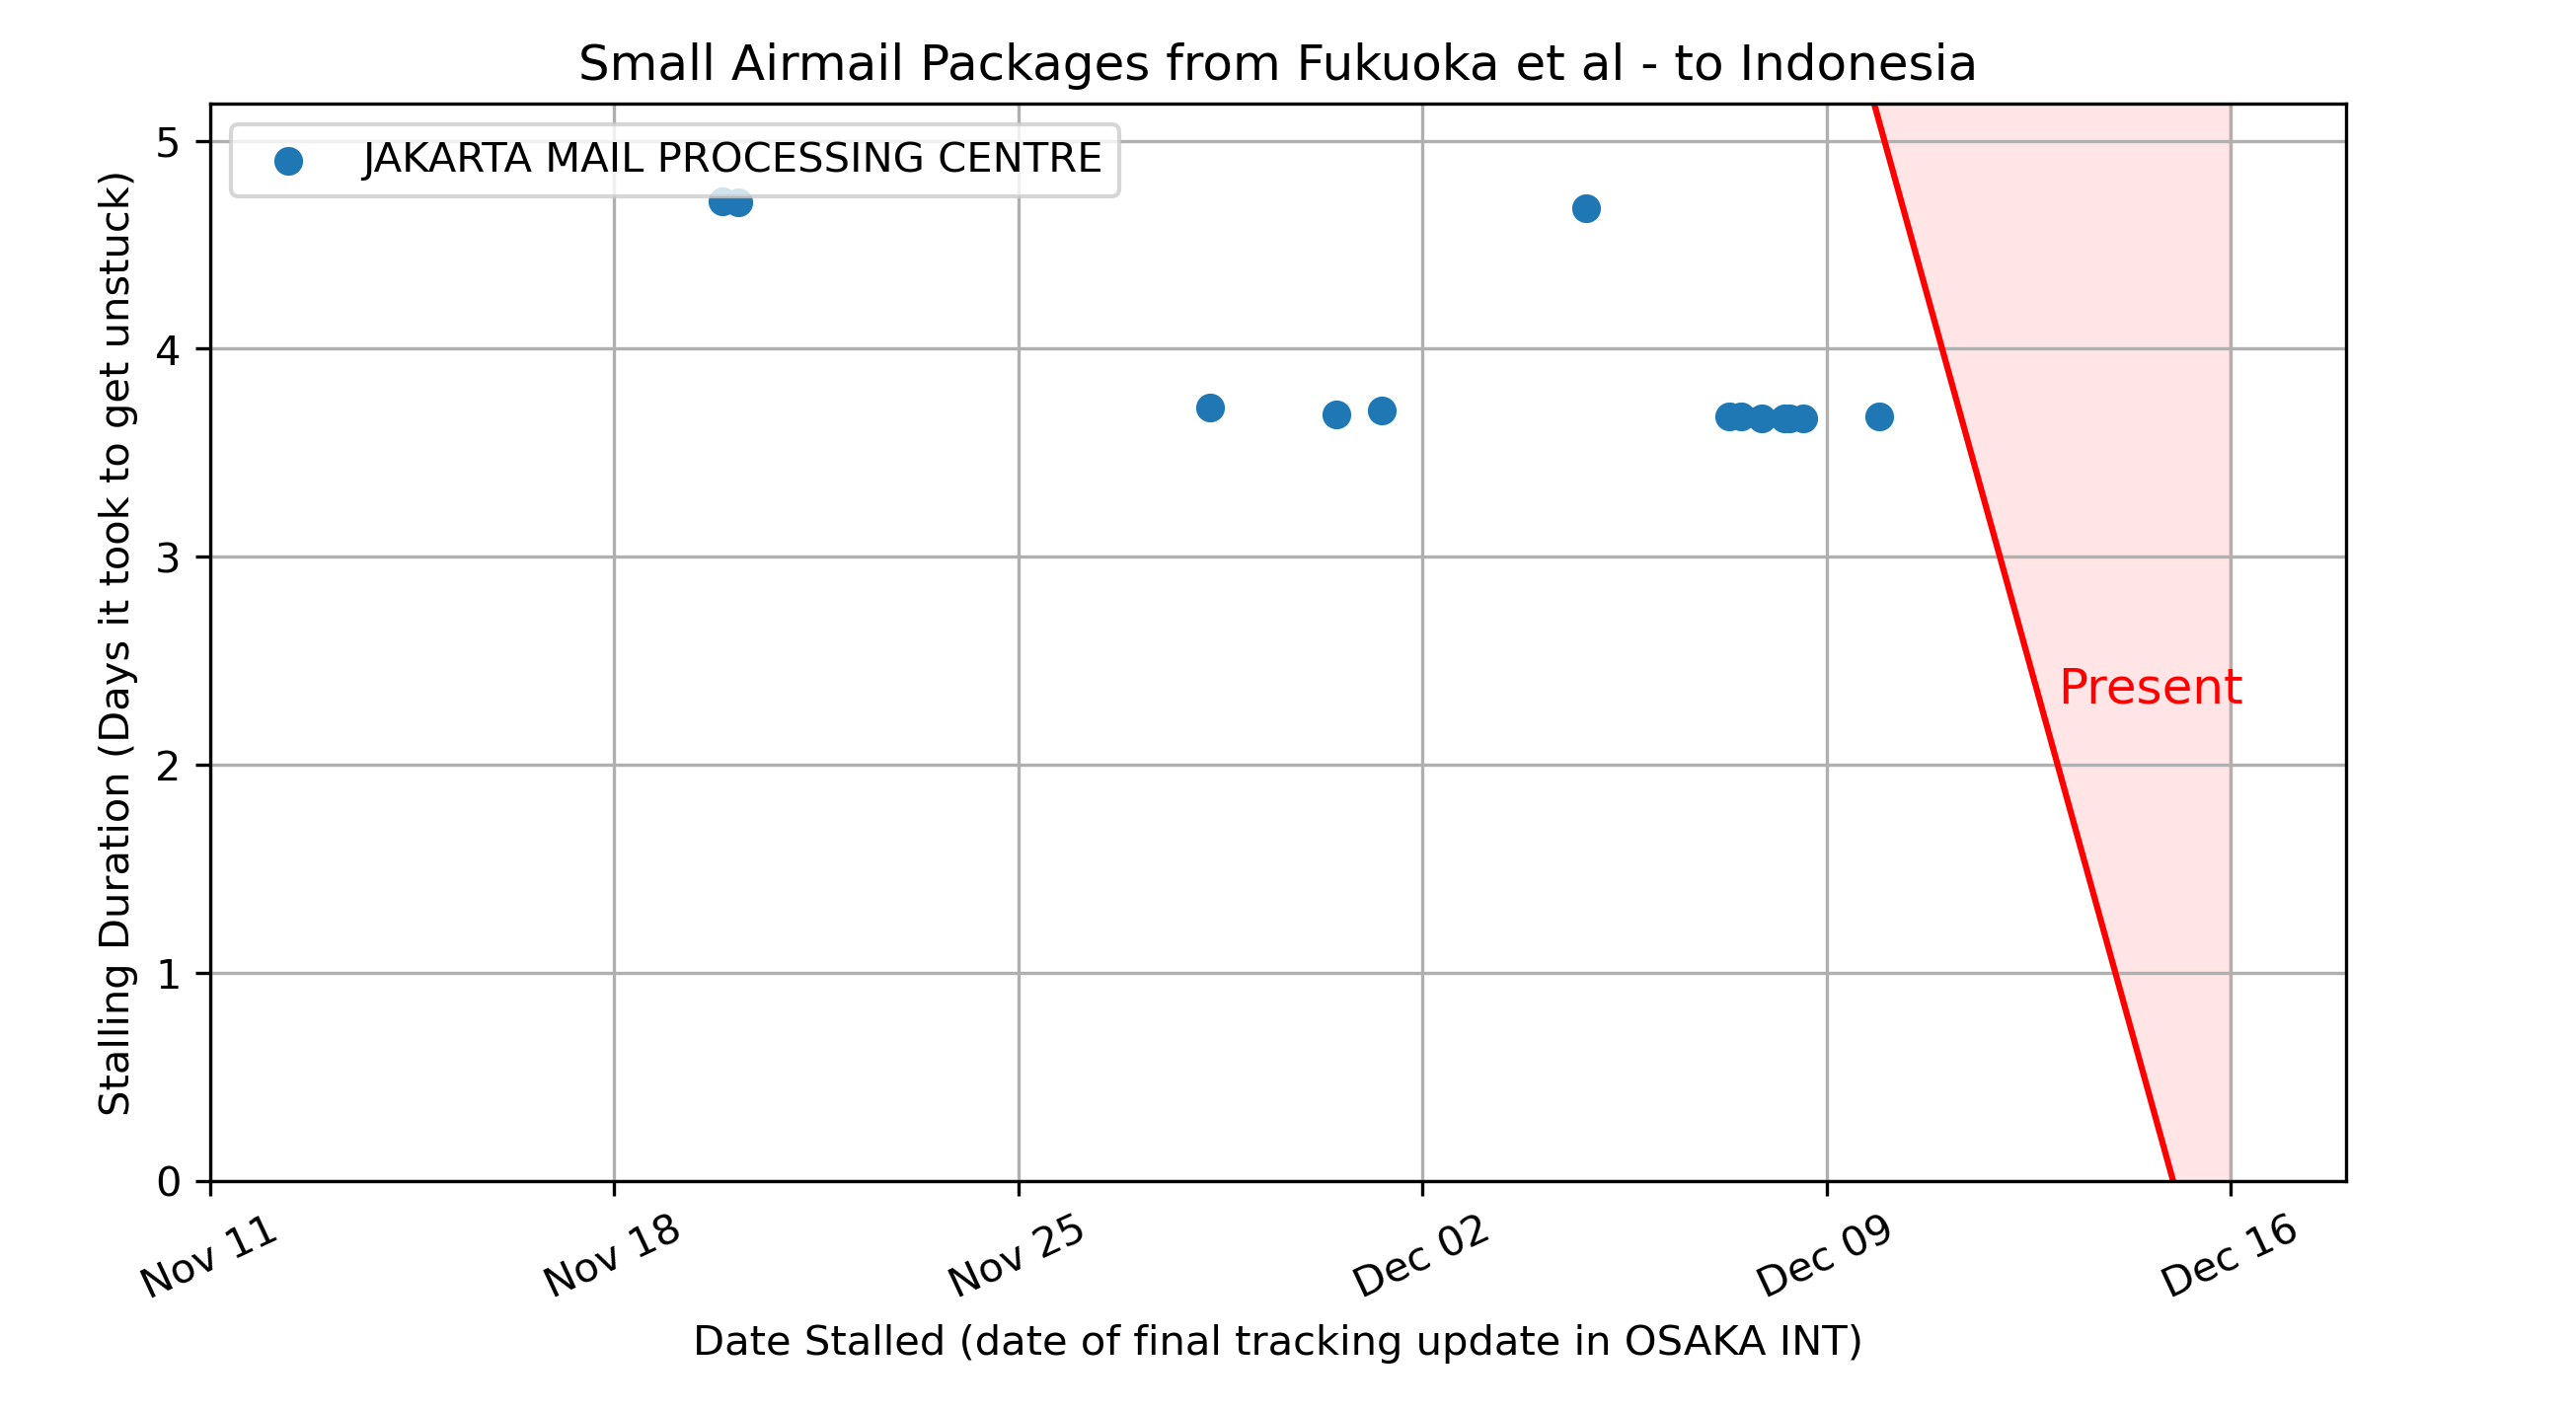 Small Airmail Packages from Fukuoka et al - to Indonesia
JAKARTA MAIL PROCESSING CENTRE
Stalling Duration (Days it took to get unstuck)
5
4
3
2
1
0
Present
Nov 11
Nov 18
Nov 25
Dec 02
Dec 09
Dec 16
Date Stalled (date of final tracking update in OSAKA INT)